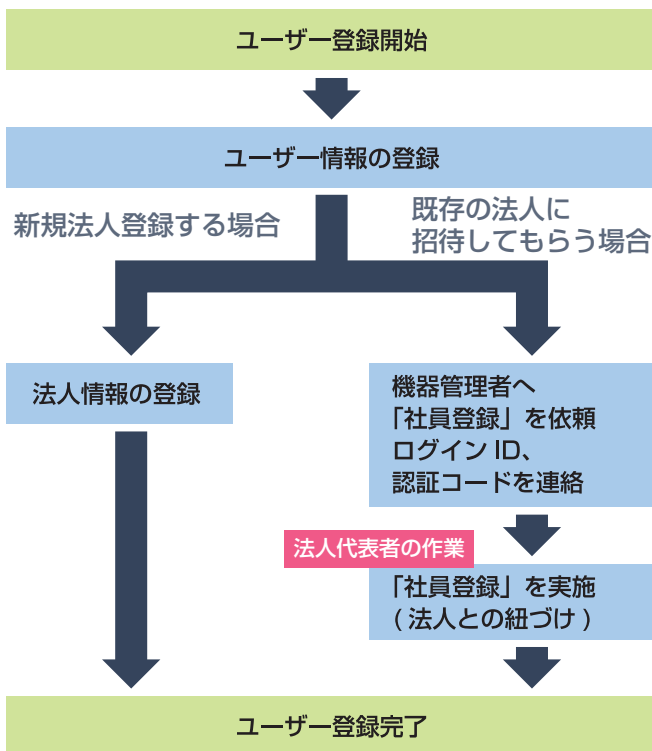 ユーザー登録開始
ユーザー情報の登録
新規法人登録する場合
既存の法人に
招待してもらう場合
法人情報の登録
機器管理者へ
「社員登録」を依頼
ログイン ID、
認証コードを連絡
法人代表者の作業
「社員登録」を実施
( 法人との紐づけ )
ユーザー登録完了